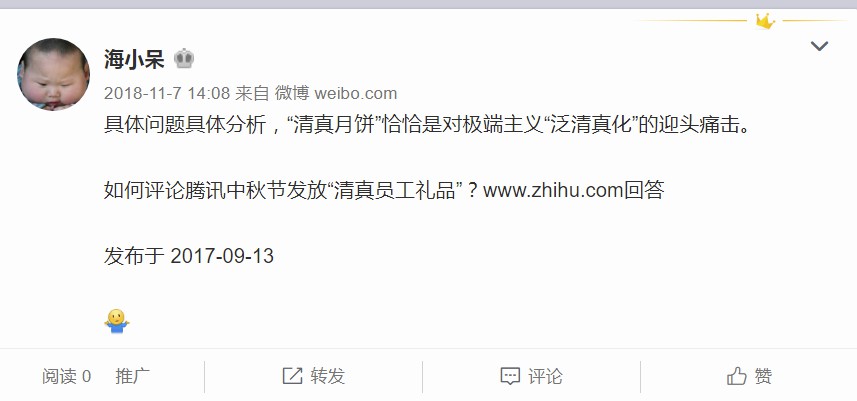 海小呆
2018-11-7 14:08 来自 微博 weibo.com
具体问题具体分析，“清真月饼”恰恰是对极端主义“泛清真化”的迎头痛击。
如何评论腾讯中秋节发放“清真员工礼品”？www.zhihu.com回答
发布于 2017-09-13
阅读 0 推广 转发 评论 赞